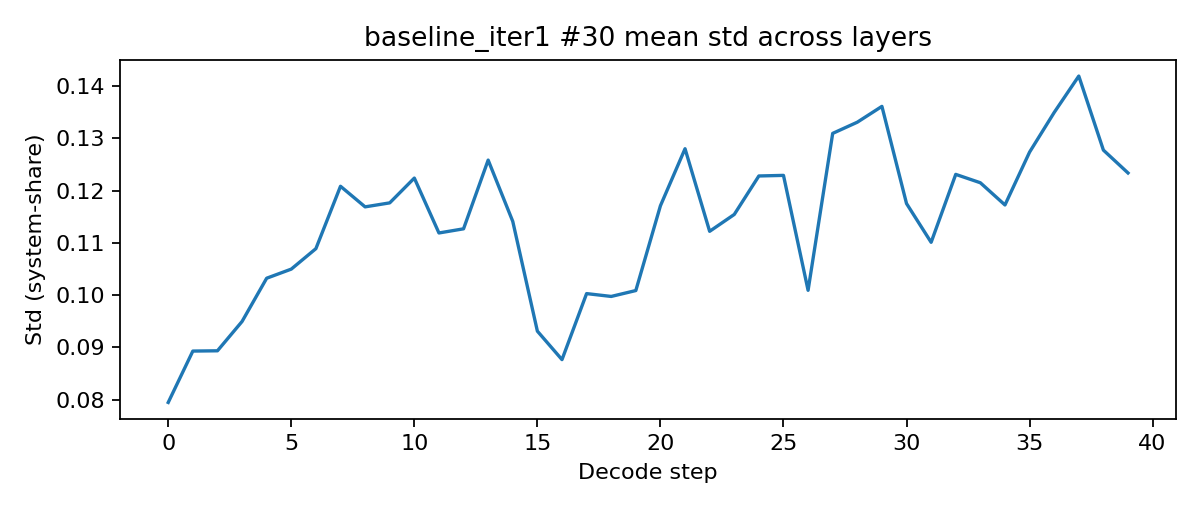 baseline_iter1 #30 mean std across layers
Std (system-share)
0.14
0.13
0.12
0.11
0.10
0.09
0.08
0 5 10 15 20 25 30 35 40
Decode step